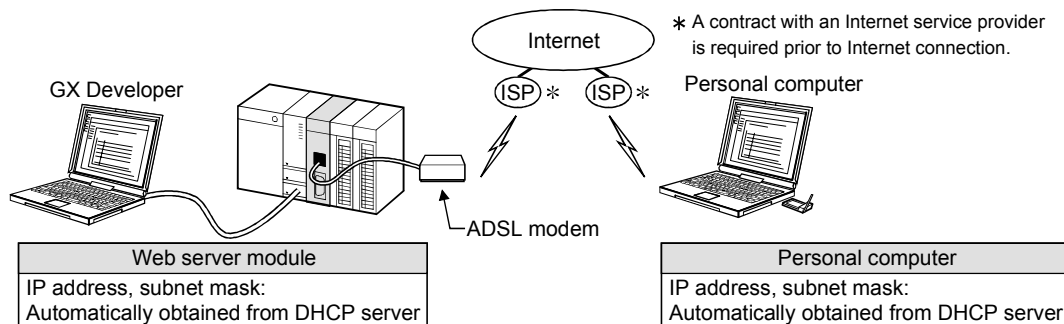 Internet
* A contract with an Internet service provider
is required prior to Internet connection.
GX Developer
ISP * ISP *
Personal computer
ADSL modem
Web server module
IP address, subnet mask:
Automatically obtained from DHCP server
Personal computer
IP address, subnet mask:
Automatically obtained from DHCP server